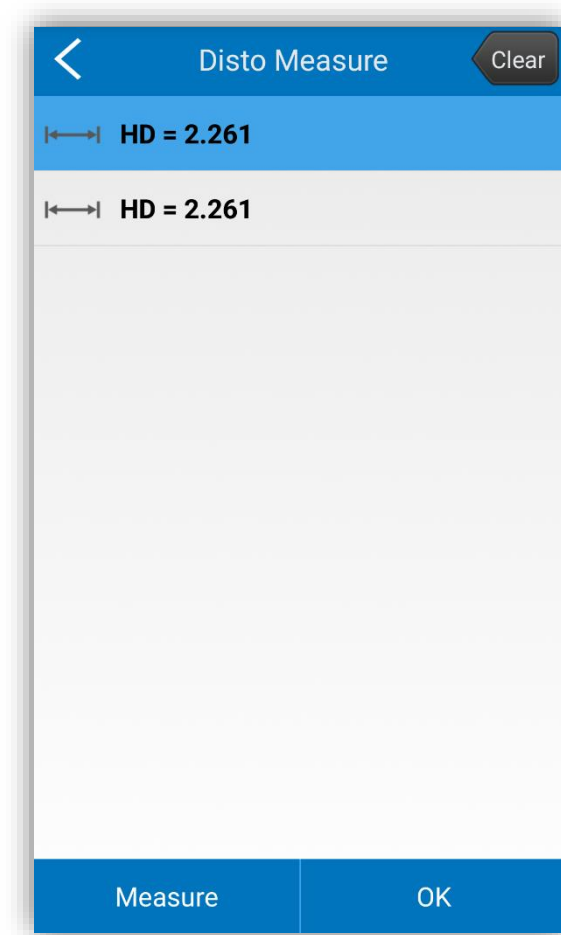 Disto Measure Clear
HD = 2.261
HD = 2.261
Measure OK